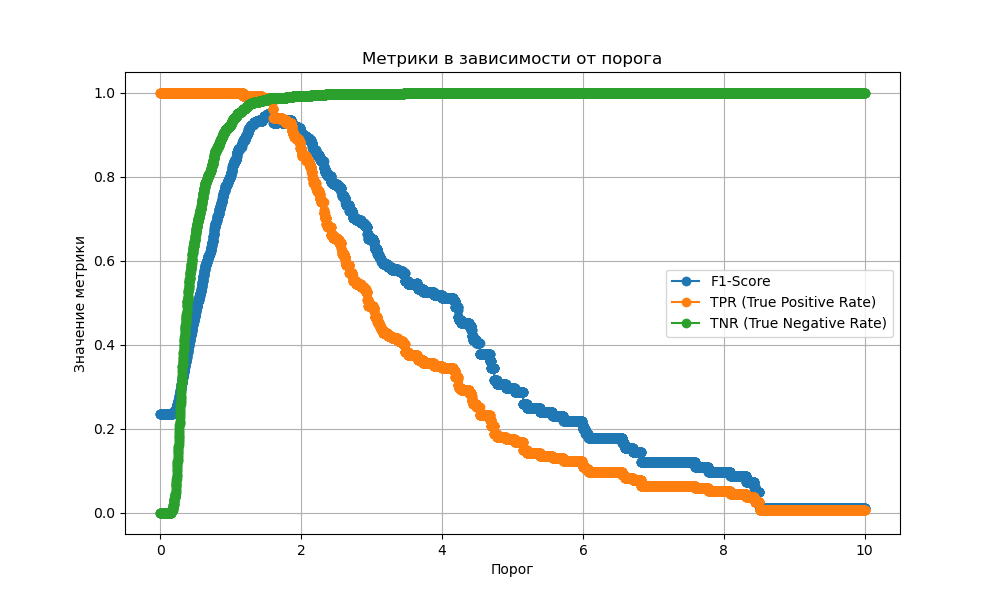 Метрики в зависимости от порога
Значение метрики
1.0
0.8
0.6
0.4
0.2
0.0
F1-Score
TPR (True Positive Rate)
TNR (True Negative Rate)
0 2 4 6 8 10
Порог